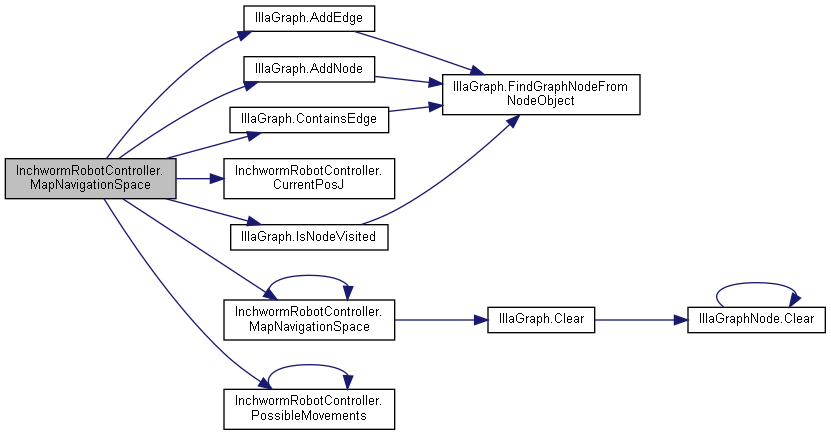 IllaGraph.AddEdge
IllaGraph.AddNode
IllaGraph.FindGraphNodeFrom
NodeObject
IllaGraph.ContainsEdge
InchwormRobotController.
MapNavigationSpace
InchwormRobotController.
CurrentPosJ
IllaGraph.IsNodeVisited
InchwormRobotController.
MapNavigationSpace
IllaGraph.Clear
IllaGraphNode.Clear
InchwormRobotController.
PossibleMovements